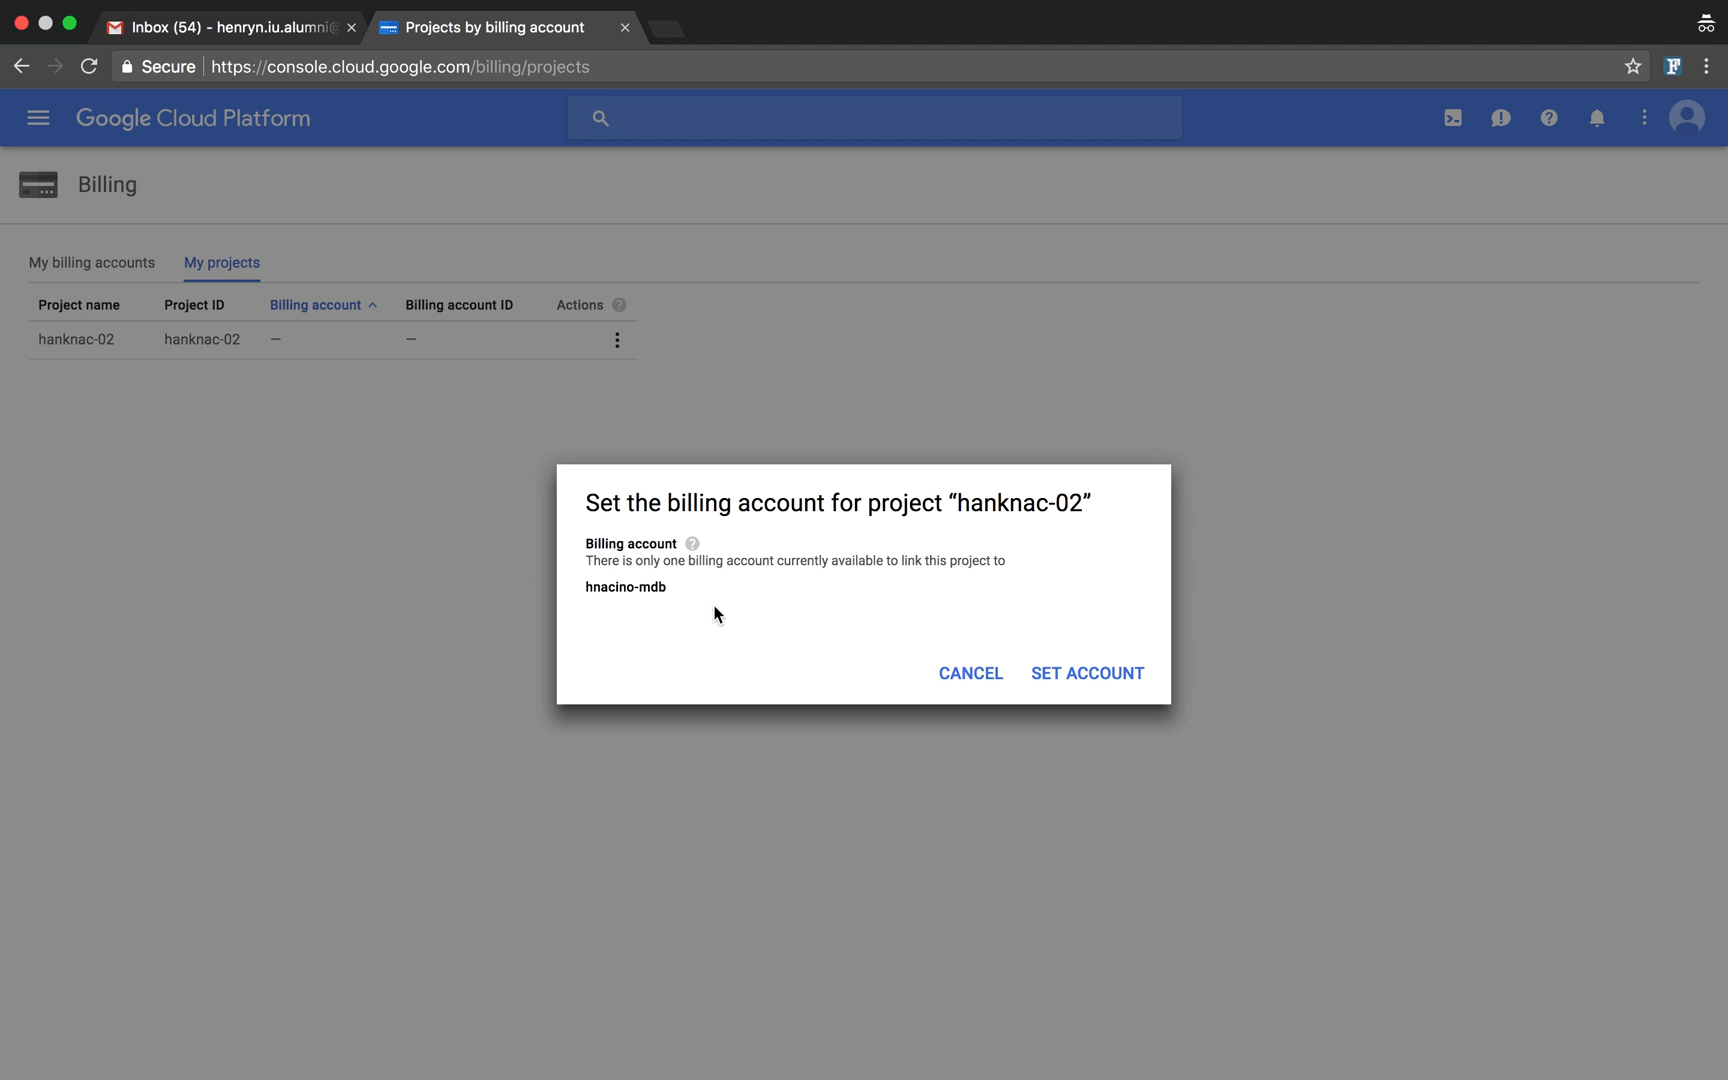 Inbox (54) - henryn.iu.alumni@
Projects by billing account
Secure https://console.cloud.google.com/billing/projects
Google Cloud Platform
Billing
My billing accounts My projects
Project name Project ID Billing account Billing account ID Actions ?
hanknac-02 hanknac-02 — —
Set the billing account for project “hanknac-02”
Billing account ?
There is only one billing account currently available to link this project to
hnacino-mdb
CANCEL SET ACCOUNT